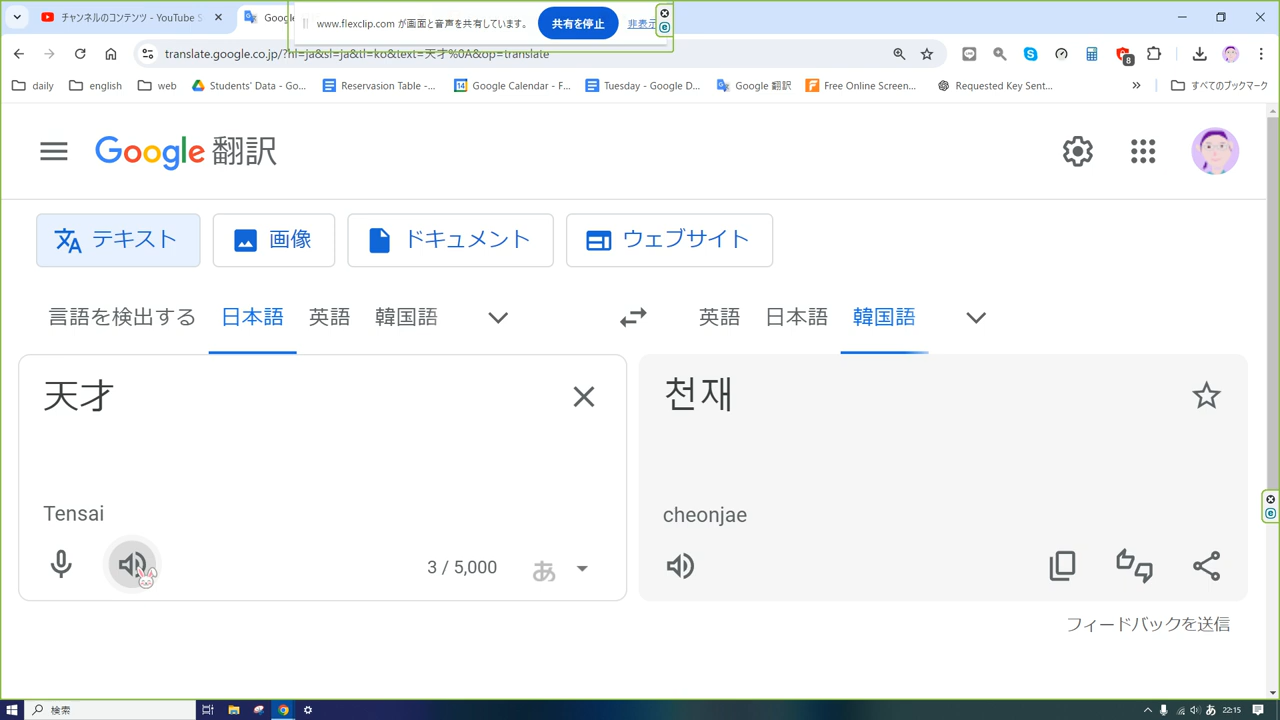 チャンネルのコンテンツ - YouTube S
Google
www.flexclip.com が画面と音声を共有しています。
共有を停止
非表示
translate.google.co.jp/?hl=ja&sl=ja&tl=ko&text=天才%0A&op=translate
8
daily
english
web
Students' Data - Go...
Reservasion Table -...
Google Calendar - F...
Tuesday - Google D...
Google 翻訳
Free Online Screen...
Requested Key Sent...
»
すべてのブックマーク
Google 翻訳
テキスト
画像
ドキュメント
ウェブサイト
言語を検出する
日本語
英語
韓国語
英語
日本語
韓国語
天才
천재
Tensai
cheonjae
3 / 5,000
あ
フィードバックを送信
検索
あ
22:15